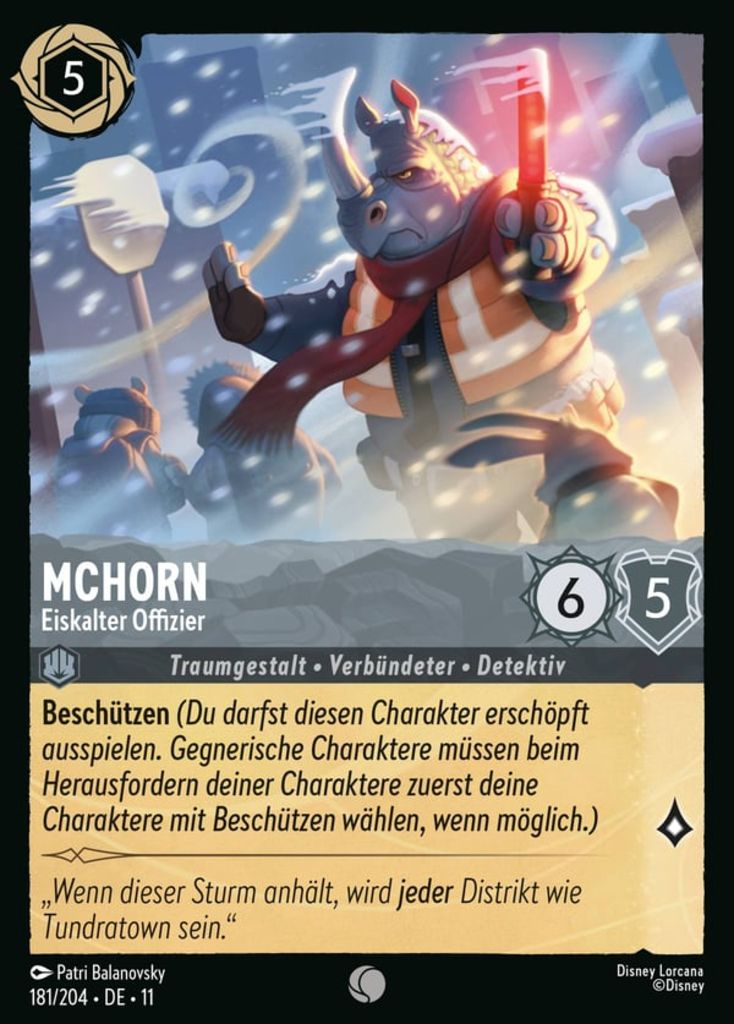 5
MCHORN
Eiskalter Offizier
6
5
Traumgestalt • Verbündeter • Detektiv
Beschützen (Du darfst diesen Charakter erschöpft
ausspielen. Gegnerische Charaktere müssen beim
Herausfordern deiner Charaktere zuerst deine
Charaktere mit Beschützen wählen, wenn möglich.)
„Wenn dieser Sturm anhält, wird jeder Distrikt wie
Tundratown sein.“
Patri Balanovsky
181/204 • DE • 11
Disney Lorcana
©Disney